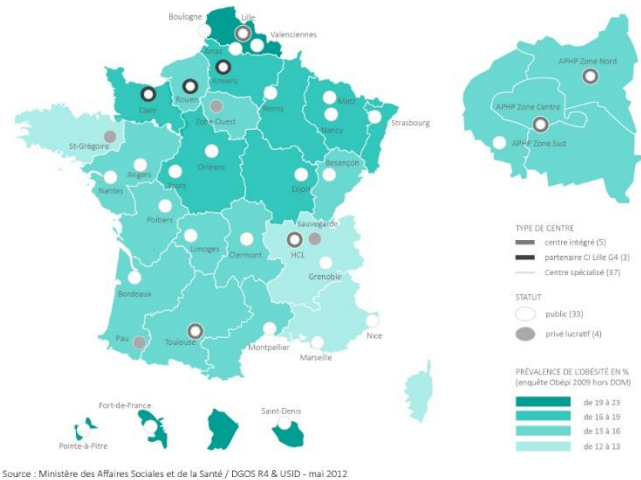 Boulogne
Lille
Valenciennes
Arras
Amiens
Rouen
Caen
Reims
Metz
Nancy
Strasbourg
Zone Ouest
St-Grégoire
Orléans
Besançon
Angers
Nantes
Tours
Dijon
Poitiers
Sauvegarde
Limoges
Clermont
HCL
Grenoble
Bordeaux
Pau
Toulouse
Montpellier
Marseille
Nice
Fort-de-France
Pointe-à-Pitre
Saint-Denis
APHP Zone Nord
APHP Zone Centre
APHP Zone Sud
TYPE DE CENTRE
centre intégré (5)
partenaire CI Lille G4 (3)
Centre spécialisé (37)
STATUT
public (33)
privé lucratif (4)
PRÉVALENCE DE L'OBÉSITÉ EN %
(enquête Obépi 2009 hors DOM)
de 19 à 23
de 16 à 19
de 13 à 16
de 12 à 13
Source : Ministère des Affaires Sociales et de la Santé / DGOS R4 & USID - mai 2012